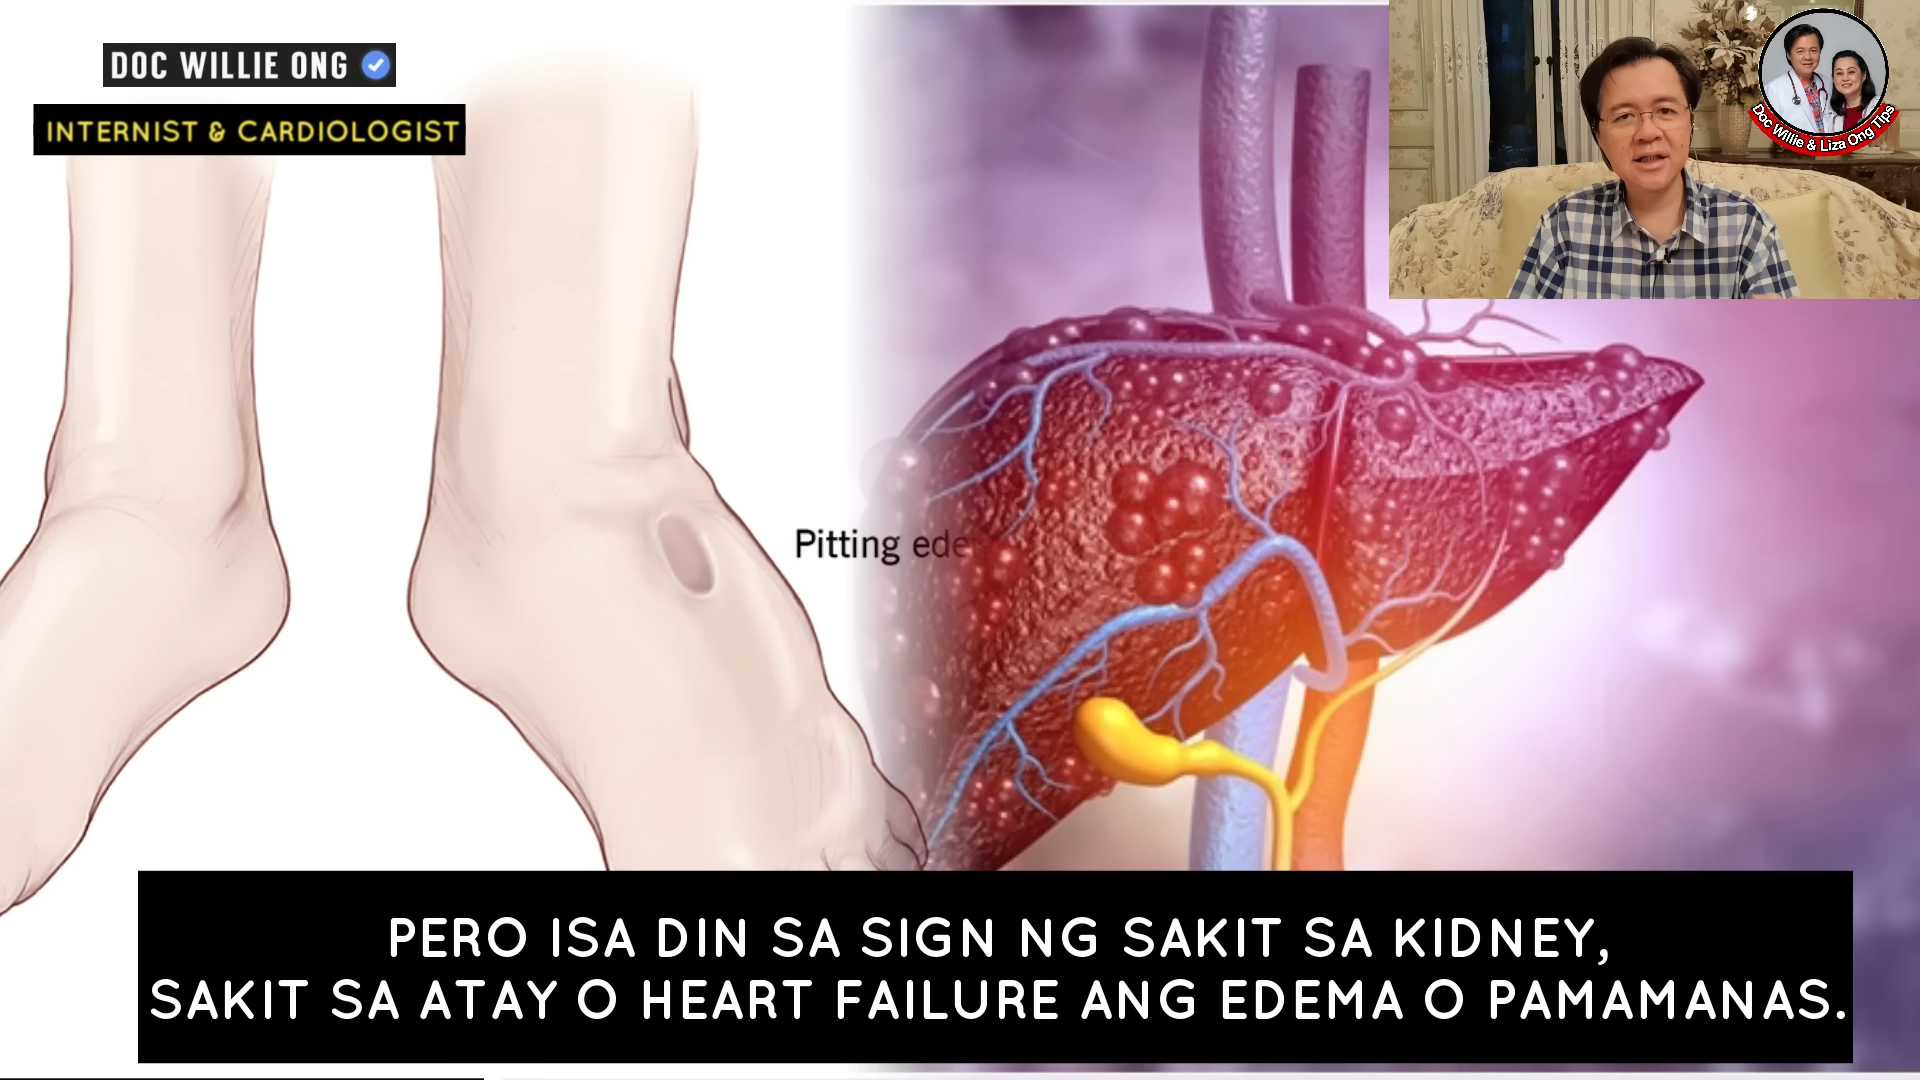 DOC WILLIE ONG
INTERNIST & CARDIOLOGIST
Doc Willie & Liza Ong Tips
Pitting ede
PERO ISA DIN SA SIGN NG SAKIT SA KIDNEY,
SAKIT SA ATAY O HEART FAILURE ANG EDEMA O PAMAMANAS.